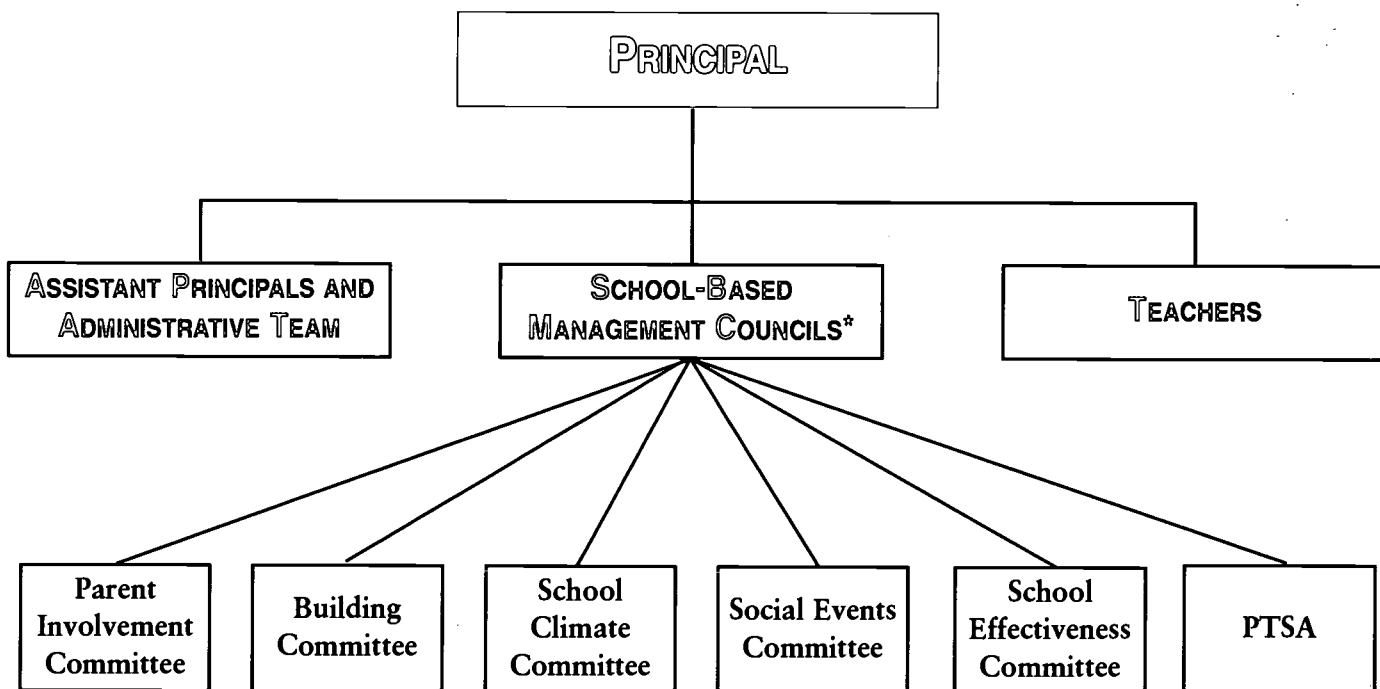 PRINCIPAL
ASSISTANT PRINCIPALS AND
ADMINISTRATIVE TEAM
SCHOOL-BASED
MANAGEMENT COUNCILS*
TEACHERS
Parent
Involvement
Committee
Building
Committee
School
Climate
Committee
Social Events
Committee
School
Effectiveness
Committee
PTSA